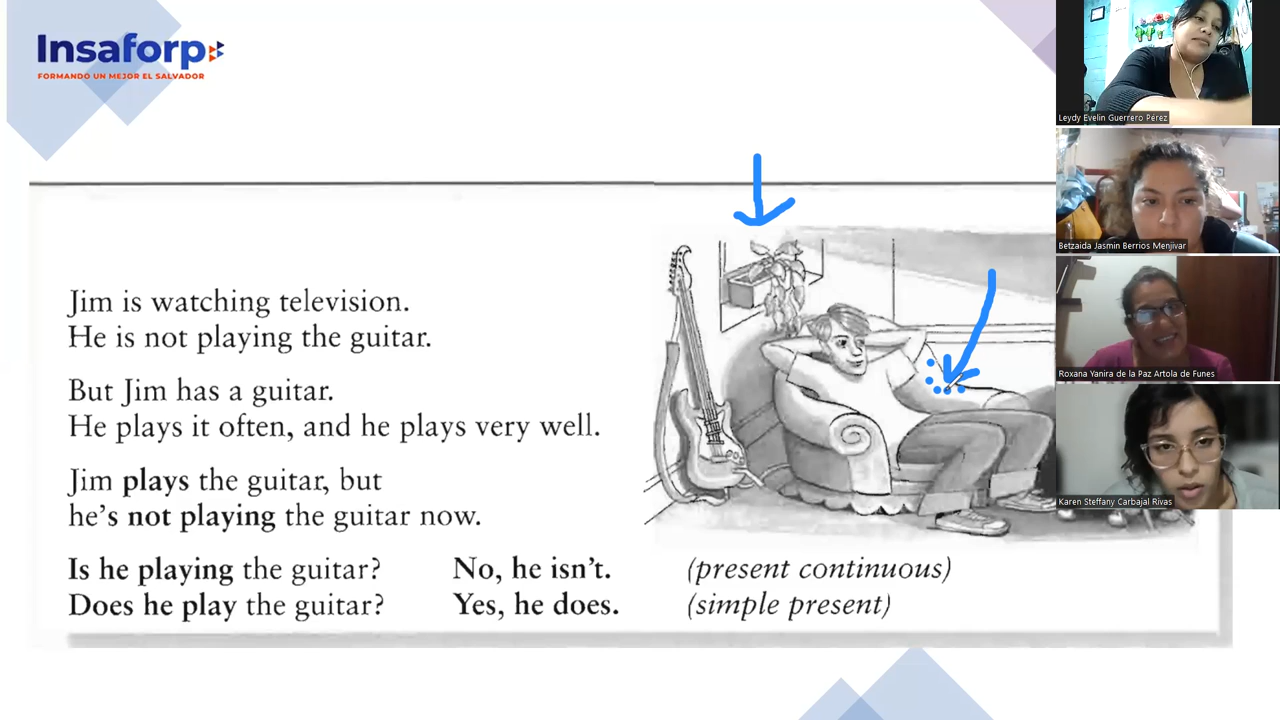 Insaforp
FORMANDO UN MEJOR EL SALVADOR
Jim is watching television.
He is not playing the guitar.
But Jim has a guitar.
He plays it often, and he plays very well.
Jim plays the guitar, but
he's not playing the guitar now.
Is he playing the guitar? No, he isn't. (present continuous)
Does he play the guitar? Yes, he does. (simple present)
Leydy Evelin Guerrero Pérez
Betzaida Jasmin Berrios Menjivar
Roxana Yanira de la Paz Artola de Funes
Karen Steffany Carbajal Rivas